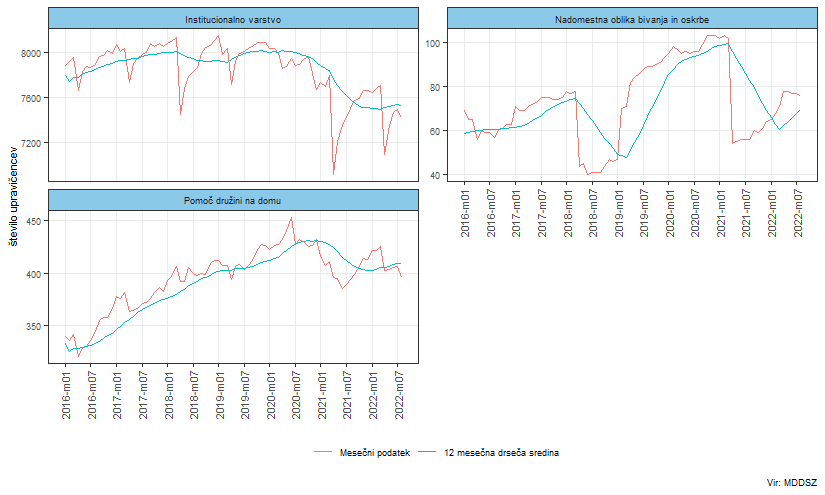 Institucionalno varstvo
Nadomestna oblika bivanja in oskrbe
8000
7600
7200
100
80
60
40
2016-m01
2016-m07
2017-m01
2017-m07
2018-m01
2018-m07
2019-m01
2019-m07
2020-m01
2020-m07
2021-m01
2021-m07
2022-m01
2022-m07
število upravičencev
Pomoč družini na domu
450
400
350
2016-m01
2016-m07
2017-m01
2017-m07
2018-m01
2018-m07
2019-m01
2019-m07
2020-m01
2020-m07
2021-m01
2021-m07
2022-m01
2022-m07
Mesečni podatek
12 mesečna drseča sredina
Vir: MDDSZ